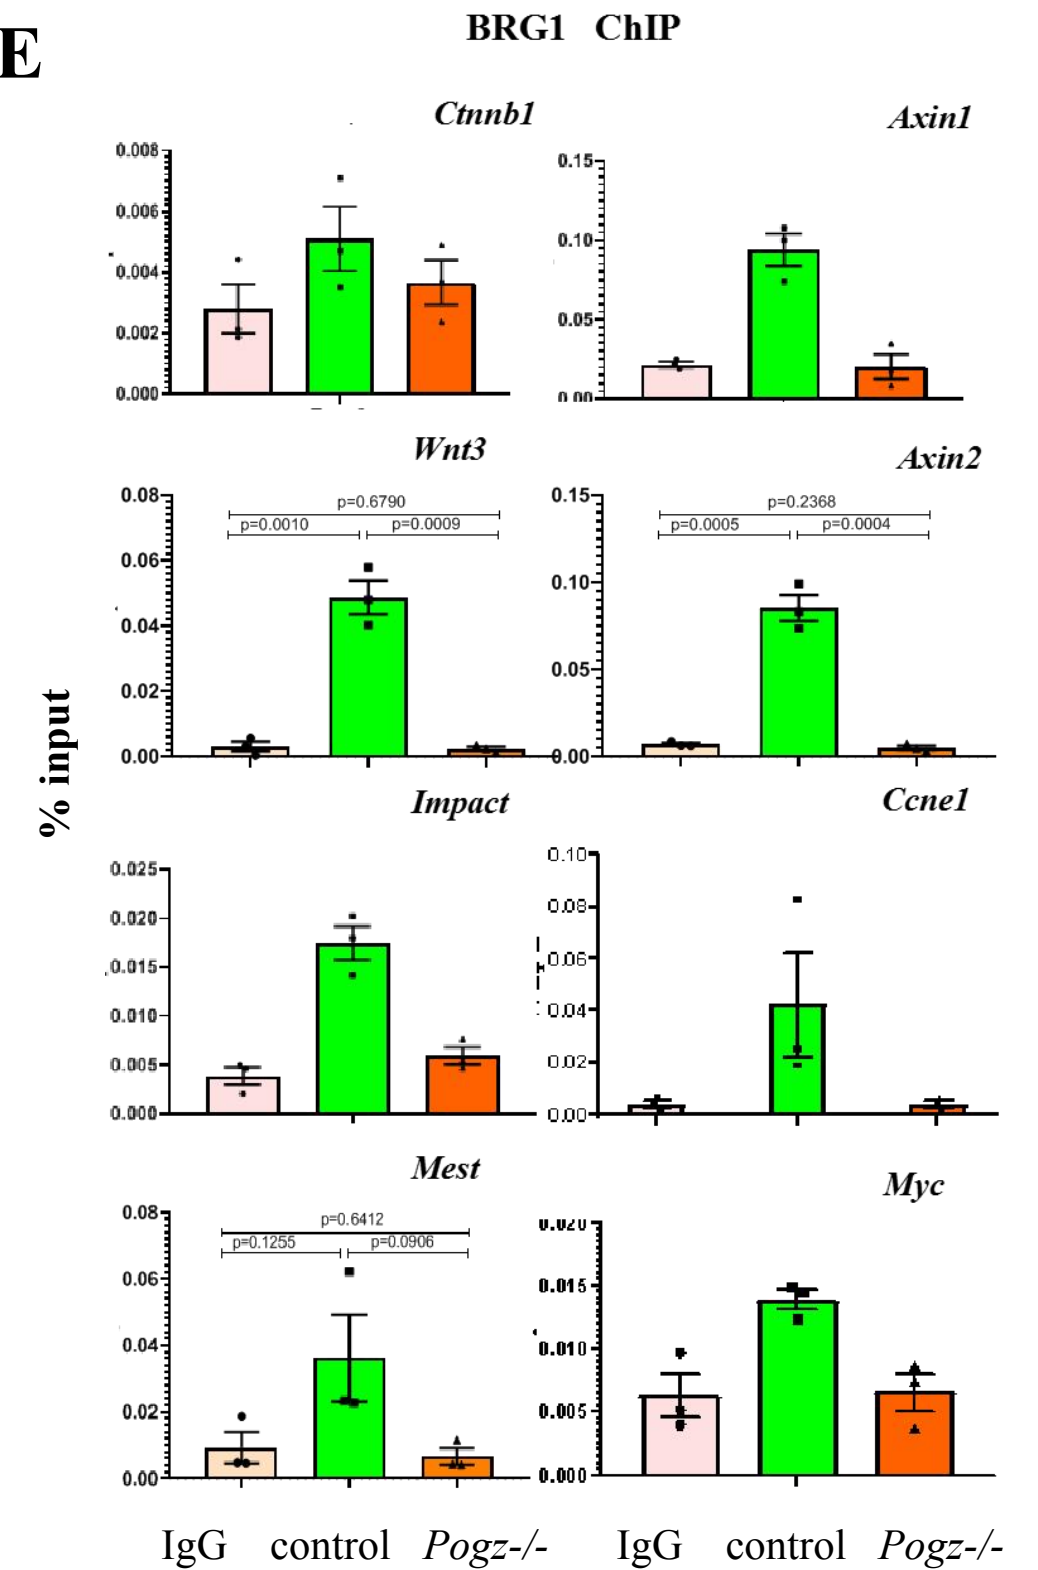 E
BRG1 ChIP
Ctnnb1
0.008
0.006
0.004
0.002
0.000
Axin1
0.15
0.10
0.05
0.00
Wnt3
0.08
0.06
0.04
0.02
0.00
p=0.6790
p=0.0010 p=0.0009
Axin2
0.15
0.10
0.05
0.00
p=0.2368
p=0.0005 p=0.0004
% input
Impact
0.025
0.020
0.015
0.010
0.005
0.000
Ccne1
0.10
0.08
0.06
0.04
0.02
0.00
Mest
0.08
0.06
0.04
0.02
0.00
p=0.6412
p=0.1255 p=0.0906
Myc
0.020
0.015
0.010
0.005
0.000
IgG control Pogz-/- IgG control Pogz-/-